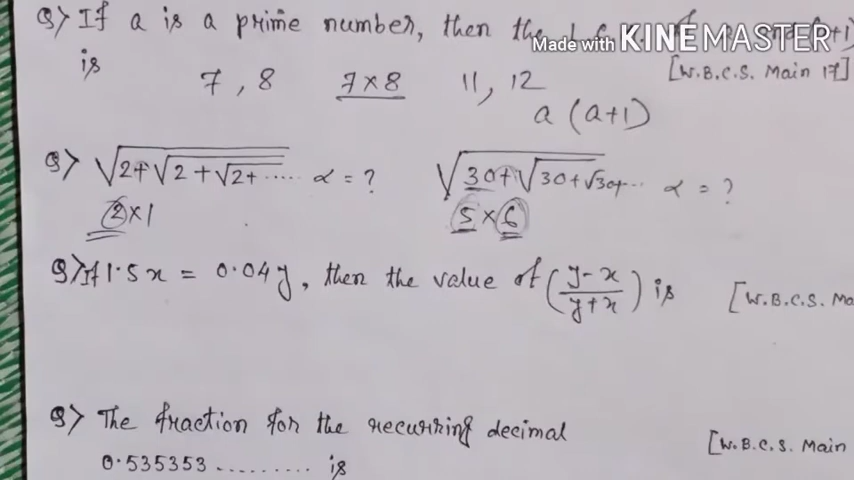 Q> If a is a prime number, then the L.C. +1)
Made with KINEMASTER
is [W.B.C.S. Main 17]
7, 8 7 × 8 11, 12
a (a+1)
Q> √2+√2+√2+..... α = ? √30+√30+√30+... α = ?
2×1 5×6
Q> If 1.5x = 0.04y, then the value of (y-x/y+x) is [W.B.C.S. Ma
Q> The fraction for the recurring decimal [W.B.C.S. Main
0.535353 ......... is